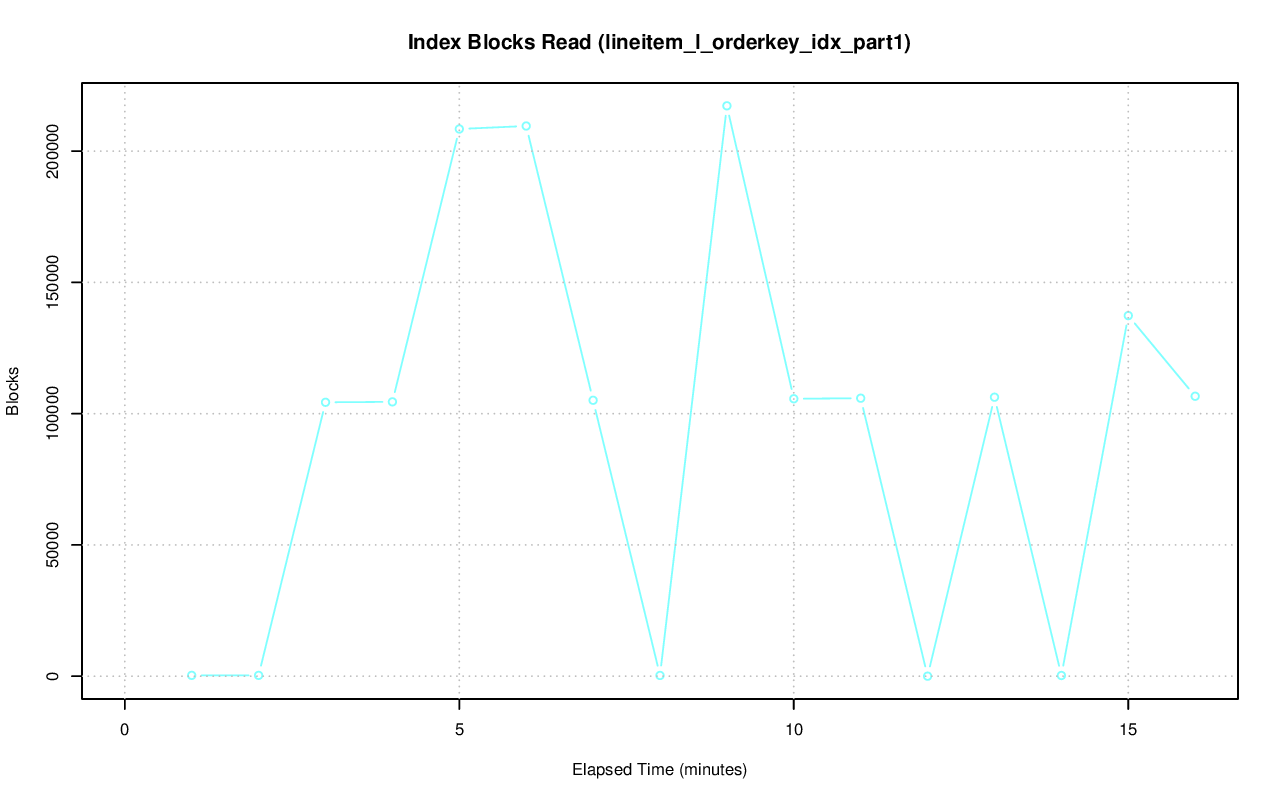 Index Blocks Read (lineitem_l_orderkey_idx_part1)
Blocks
200000
150000
100000
50000
0
0 5 10 15
Elapsed Time (minutes)